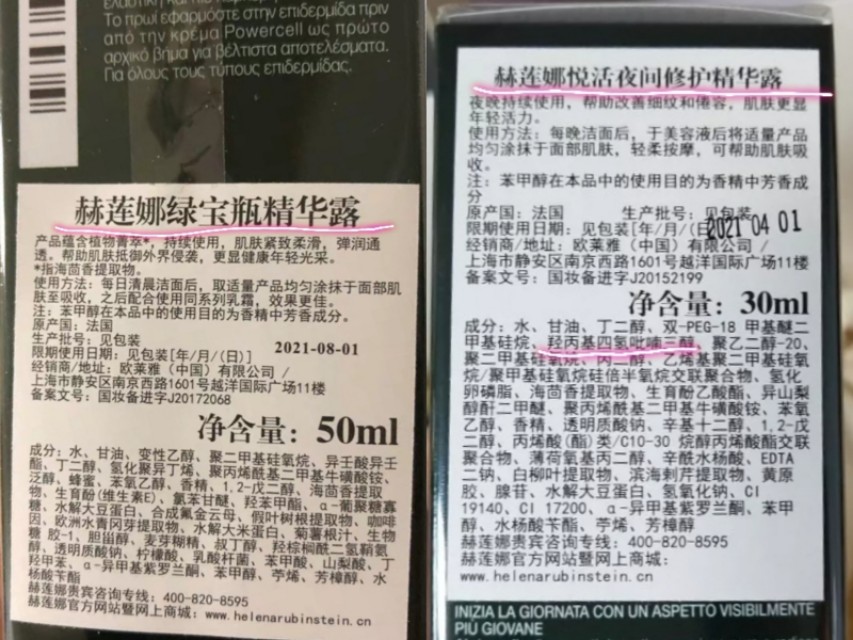 ελαστική και πιο
Το πρωί εφαρμόστε στην επιδερμίδα πριν
από την κρέμα Powercell ως πρώτο
αρχικό βήμα για βέλτιστα αποτελέσματα.
Για όλους τους τύπους επιδερμίδας.
赫莲娜绿宝瓶精华露
产品蕴含植物菁萃*，持续使用，肌肤紧致柔滑，弹润通
透。帮助肌肤抵御外界侵袭，更显健康年轻光采。
*指海茴香提取物。
使用方法：每日清晨洁面后，取适量产品均匀涂抹于面部肌
肤至吸收，之后配合使用同系列乳霜，效果更佳。
注：苯甲醇在本品中的使用目的为香精中芳香成分。
原产国：法国
生产批号：见包装
限期使用日期：见包装[年/月/(日)] 2021-08-01
经销商/地址：欧莱雅（中国）有限公司 /
上海市静安区南京西路1601号越洋国际广场11楼
备案文号：国妆备进字J20172068
净含量：50ml
成分：水、甘油、变性乙醇、聚二甲基硅氧烷、异壬酸异壬
酯、丁二醇、氢化聚异丁烯、聚丙烯酰基二甲基牛磺酸铵、
泛醇、蜂蜜、苯氧乙醇、香精、1,2-戊二醇、海茴香提取
物、生育酚(维生素E)、氯苯甘醚、羟苯甲酯、α-葡聚糖寡
糖、水解大豆蛋白、合成氟金云母、假叶树根提取物、咖啡
因、欧洲水青冈芽提取物、水解大米蛋白、菊薯根汁、生物
糖 胶-1、胆甾醇、麦芽糊精、叔丁醇、羟棕榈酰二氢鞘氨
醇、透明质酸钠、柠檬酸、乳酸杆菌、苯甲酸、山梨酸、丁
羟甲苯、α-异甲基紫罗兰酮、苯甲醇、苧烯、芳樟醇、水
杨酸苄酯
赫莲娜贵宾咨询专线：400-820-8595
赫莲娜官方网站暨网上商城：www.helenarubinstein.cn
赫莲娜悦活夜间修护精华露
夜晚持续使用，帮助改善细纹和倦容，肌肤更显
年轻活力。
使用方法：每晚洁面后，于美容液后将适量产品
均匀涂抹于面部肌肤，轻柔按摩，可帮助肌肤吸
收。
注：苯甲醇在本品中的使用目的为香精中芳香成
分
原产国：法国 生产批号：见包装
限期使用日期：见包装[年/月/(日 2021 04 01
经销商/地址：欧莱雅（中国）有限公司 /
上海市静安区南京西路1601号越洋国际广场11楼
备案文号：国妆备进字J20152199
净含量：30ml
成分：水、甘油、丁二醇、双-PEG-18 甲基醚二
甲基硅烷、羟丙基四氢吡喃三醇、聚乙二醇-20、
聚二甲基硅氧烷、丙二醇、乙烯基聚二甲基硅氧
烷/聚甲基硅氧烷硅倍半氧烷交联聚合物、氢化
卵磷脂、海茴香提取物、生育酚乙酸酯、异山梨
醇酐二甲醚、聚丙烯酰基二甲基牛磺酸铵、苯氧
乙醇、香精、透明质酸钠、辛基十二醇、1,2-戊
二醇、丙烯酸(酯)类/C10-30 烷醇丙烯酸酯交联
聚合物、薄荷氧基丙二醇、辛酰水杨酸、EDTA
二钠、白柳叶提取物、滨海刺芹提取物、黄原
胶、腺苷、水解大豆蛋白、氢氧化钠、CI
19140、CI 17200、α-异甲基紫罗兰酮、苯甲
醇、水杨酸苄酯、苧烯、芳樟醇
赫莲娜贵宾咨询专线：400-820-8595
赫莲娜官方网站暨网上商城：
www.helenarubinstein.cn
INIZIA LA GIORNATA CON UN ASPETTO VISIBILMENTE
PIÙ GIOVANE